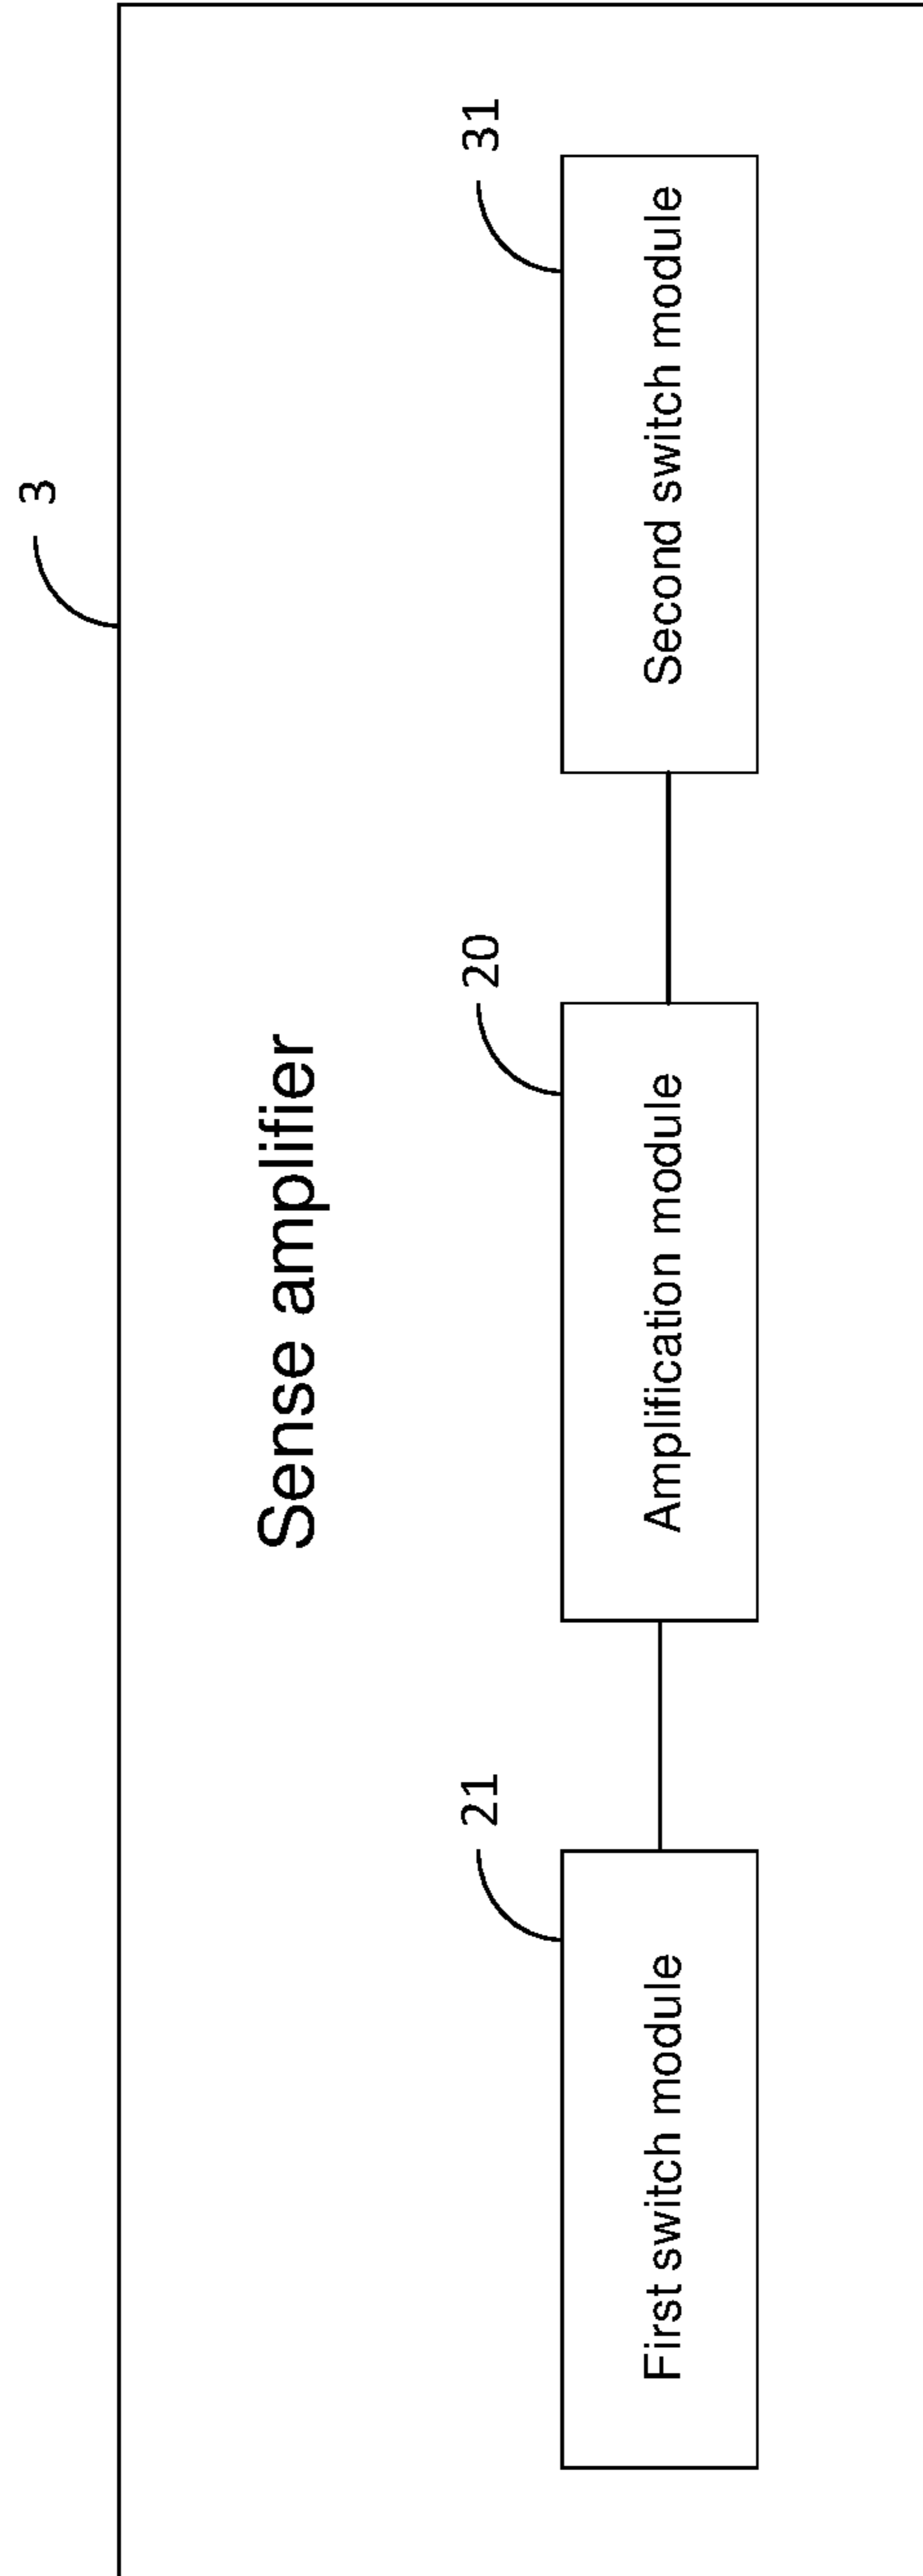 3
Sense amplifier
21
20
31
First switch module
Amplification module
Second switch module